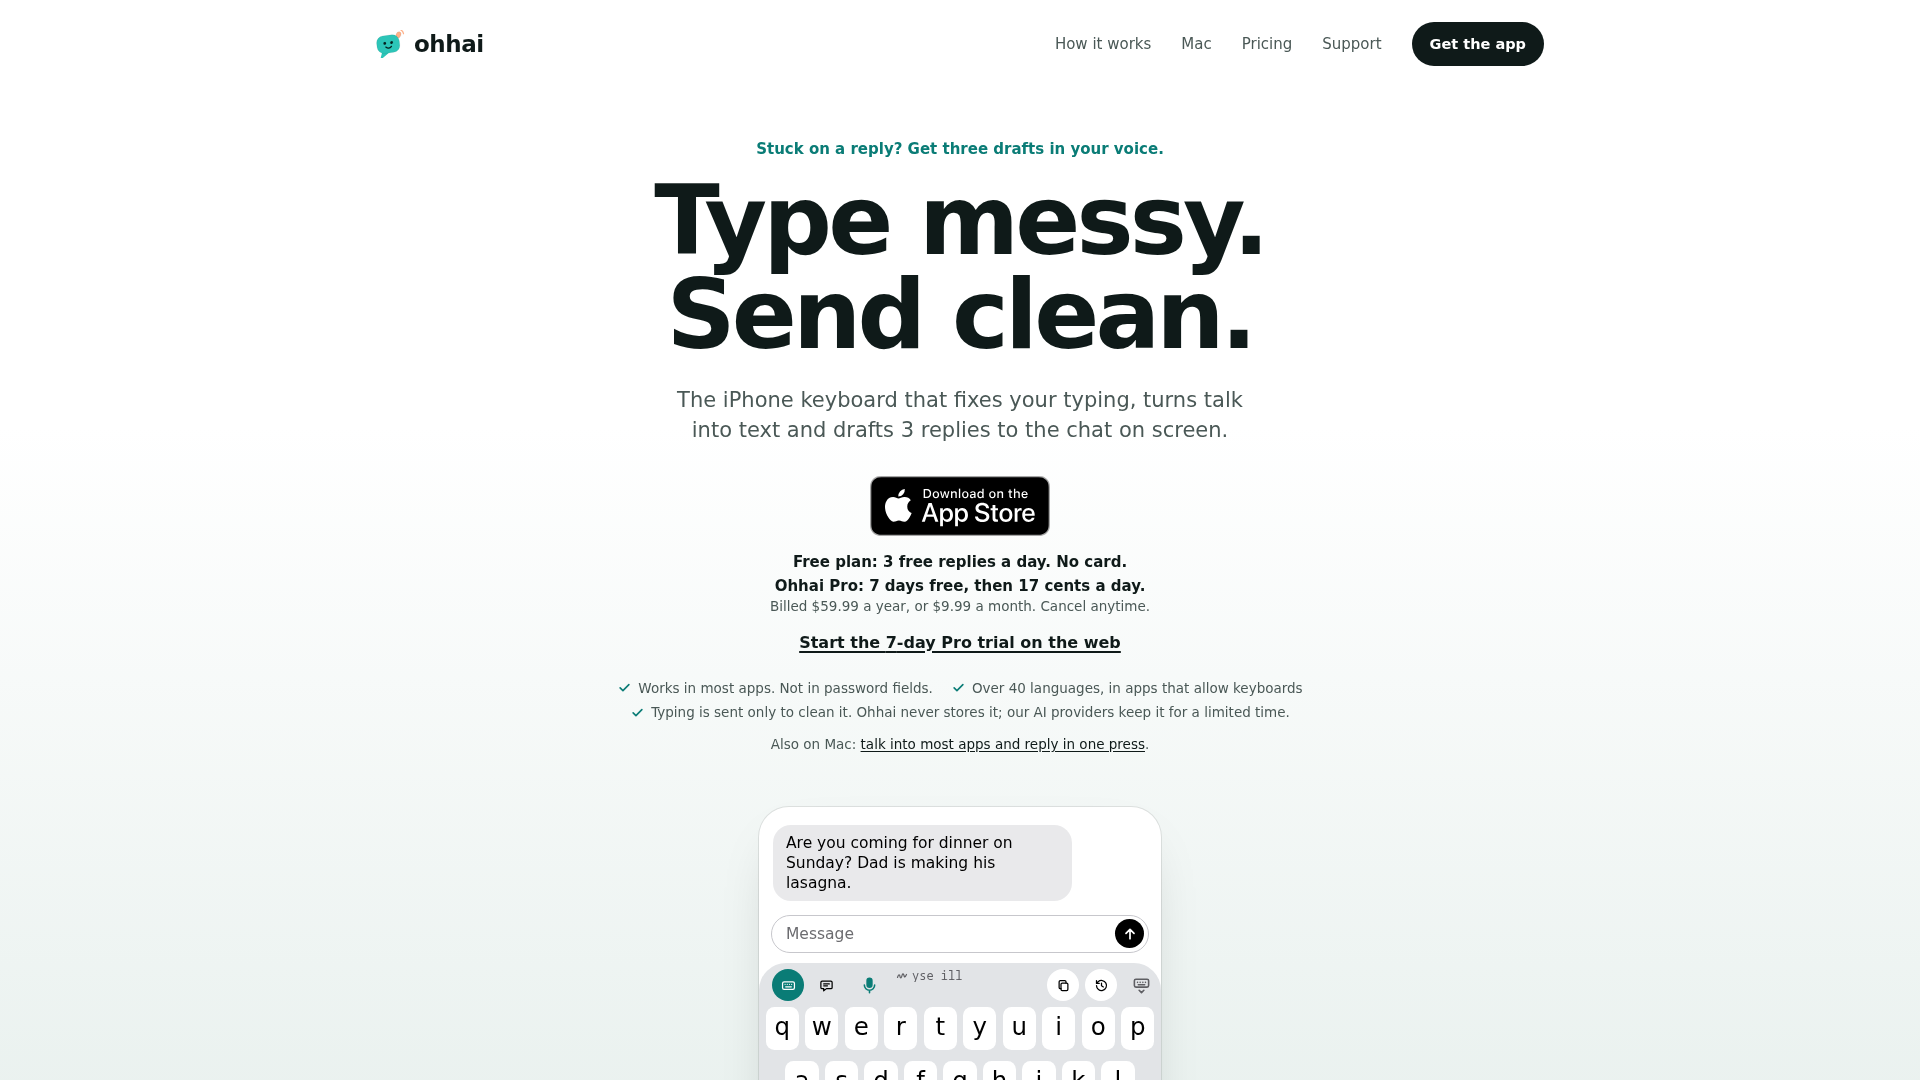 ohhai
How it works
Mac
Pricing
Support
Get the app
Stuck on a reply? Get three drafts in your voice.
Type messy.
Send clean.
The iPhone keyboard that fixes your typing, turns talk
into text and drafts 3 replies to the chat on screen.
Download on the
App Store
Free plan: 3 free replies a day. No card.
Ohhai Pro: 7 days free, then 17 cents a day.
Billed $59.99 a year, or $9.99 a month. Cancel anytime.
Start the 7-day Pro trial on the web
Works in most apps. Not in password fields.
Over 40 languages, in apps that allow keyboards
Typing is sent only to clean it. Ohhai never stores it; our AI providers keep it for a limited time.
Also on Mac: talk into most apps and reply in one press.
Are you coming for dinner on
Sunday? Dad is making his
lasagna.
Message
yse ill
q w e r t y u i o p
a s d f g h j k l